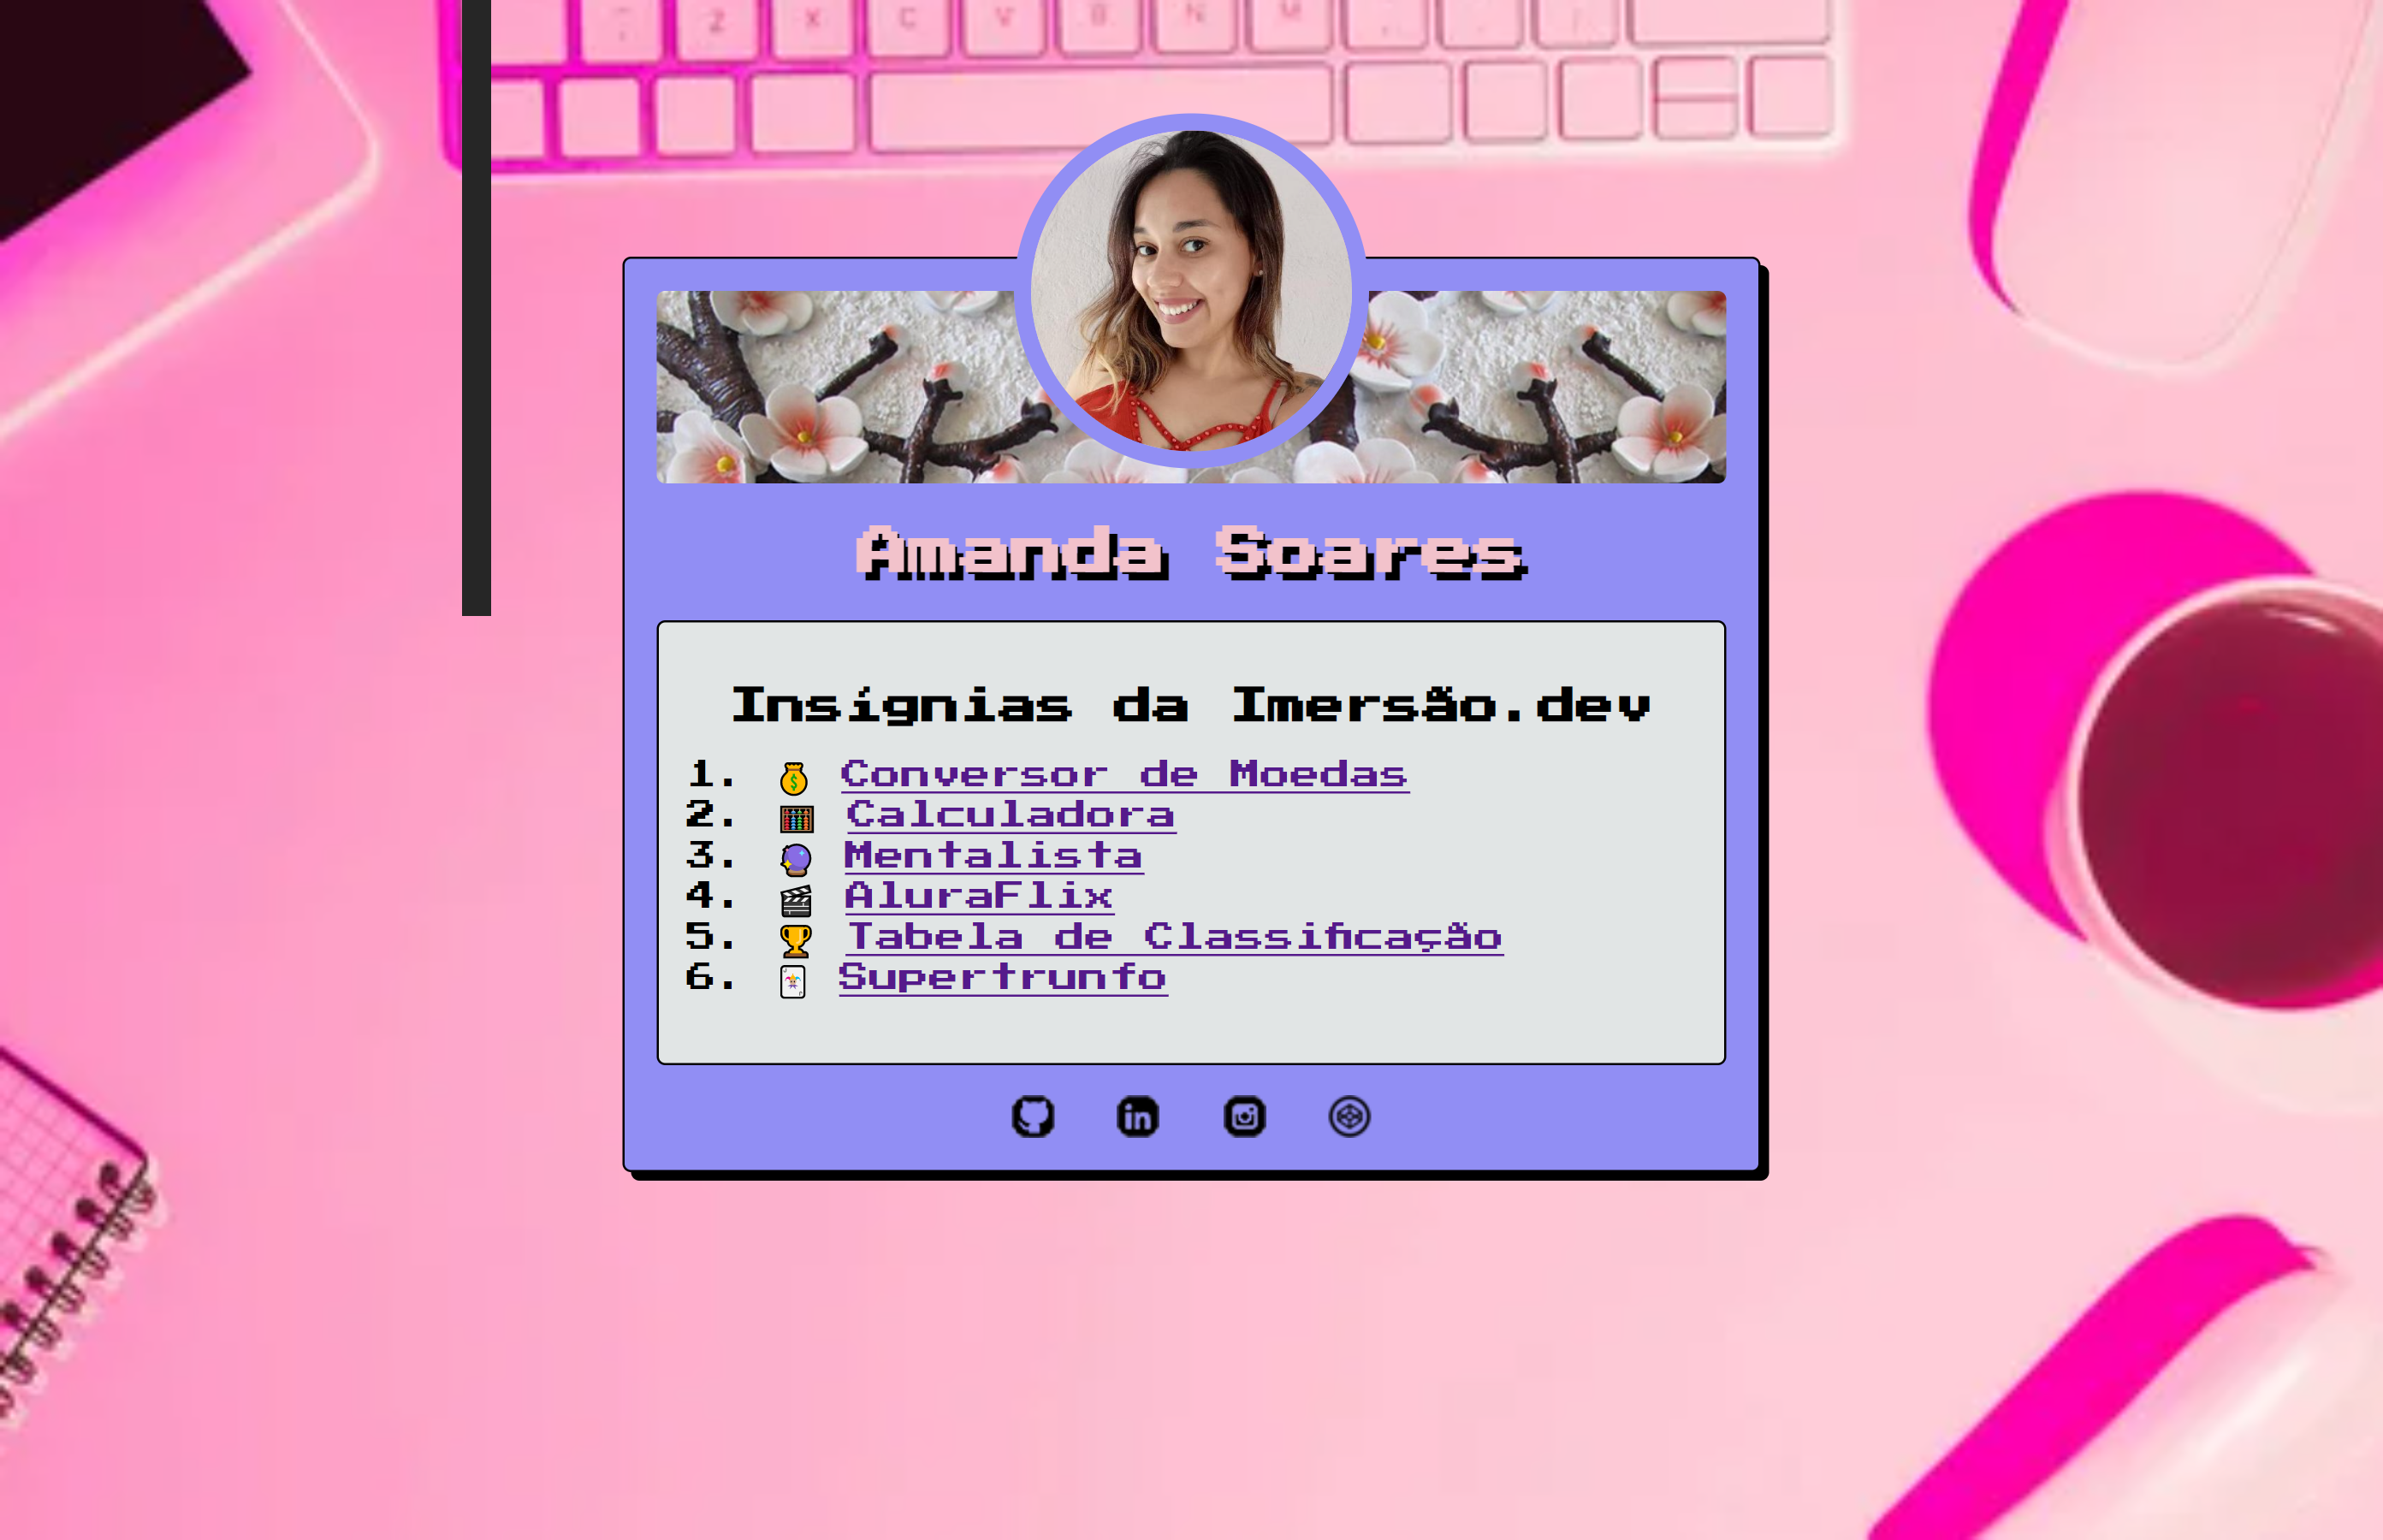 Z X C V B N M
Amanda Soares
Insígnias da Imersão.dev
1. 💰 Conversor de Moedas
2. 🧮 Calculadora
3. 🔮 Mentalista
4. 🎬 AluraFlix
5. 🏆 Tabela de Classificação
6. 🃏 Supertrunfo
in